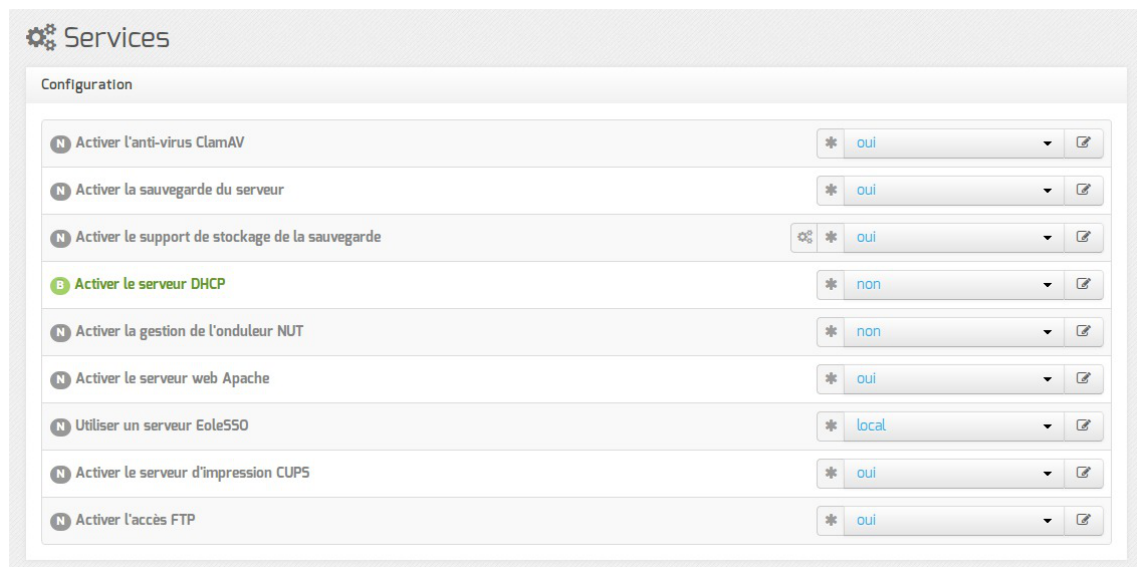 Services
Configuration
N Activer l'anti-virus ClamAV * oui
N Activer la sauvegarde du serveur * oui
N Activer le support de stockage de la sauvegarde * oui
B Activer le serveur DHCP * non
N Activer la gestion de l'onduleur NUT * non
N Activer le serveur web Apache * oui
N Utiliser un serveur EoleSSO * local
N Activer le serveur d'impression CUPS * oui
N Activer l'accès FTP * oui